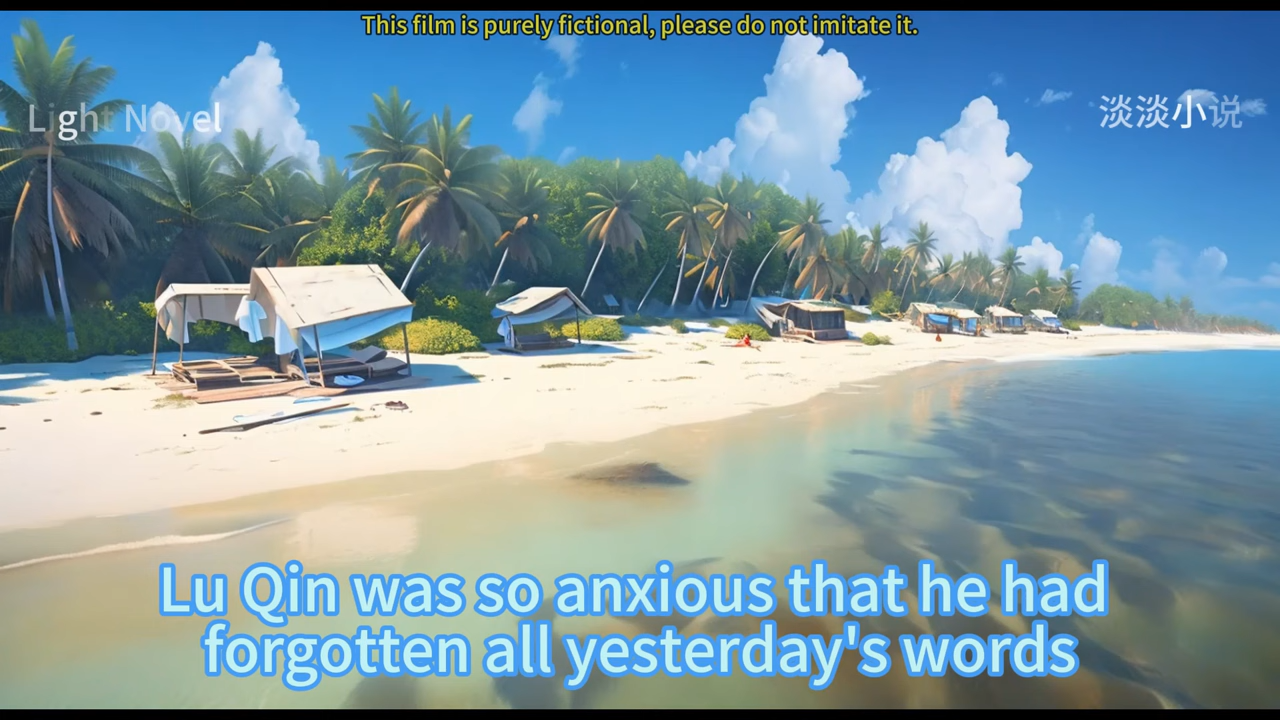 This film is purely fictional, please do not imitate it.
Light Novel
淡淡小说
Lu Qin was so anxious that he had
forgotten all yesterday's words